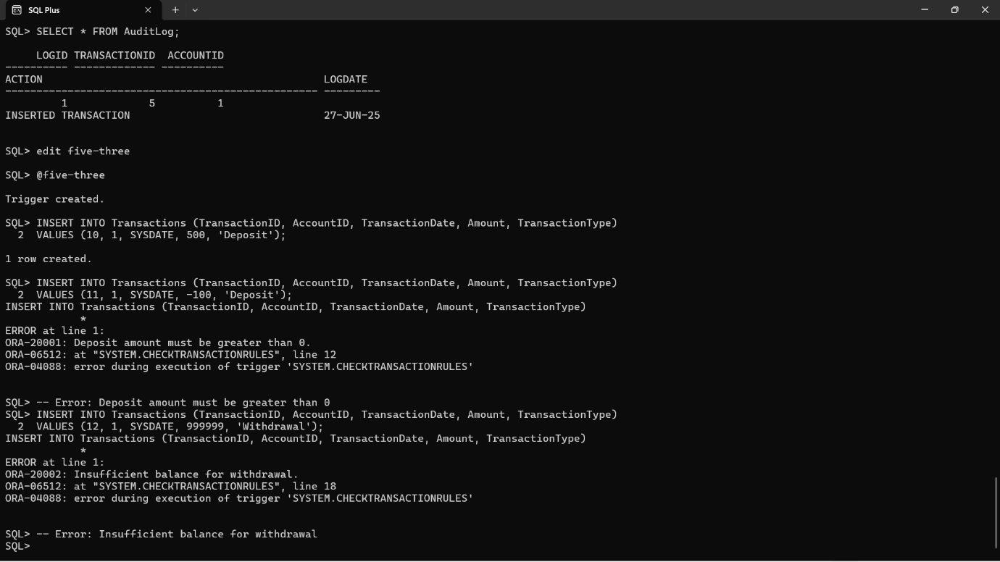 SQL Plus
SQL> SELECT * FROM AuditLog;
     LOGID TRANSACTIONID  ACCOUNTID
---------- ------------- ----------
ACTION                                             LOGDATE
-------------------------------------------------- ---------
         1             5          1
INSERTED TRANSACTION                               27-JUN-25
SQL> edit five-three
SQL> @five-three
Trigger created.
SQL> INSERT INTO Transactions (TransactionID, AccountID, TransactionDate, Amount, TransactionType)
  2  VALUES (10, 1, SYSDATE, 500, 'Deposit');
1 row created.
SQL> INSERT INTO Transactions (TransactionID, AccountID, TransactionDate, Amount, TransactionType)
  2  VALUES (11, 1, SYSDATE, -100, 'Deposit');
INSERT INTO Transactions (TransactionID, AccountID, TransactionDate, Amount, TransactionType)
            *
ERROR at line 1:
ORA-20001: Deposit amount must be greater than 0.
ORA-06512: at "SYSTEM.CHECKTRANSACTIONRULES", line 12
ORA-04088: error during execution of trigger 'SYSTEM.CHECKTRANSACTIONRULES'
SQL> -- Error: Deposit amount must be greater than 0
SQL> INSERT INTO Transactions (TransactionID, AccountID, TransactionDate, Amount, TransactionType)
  2  VALUES (12, 1, SYSDATE, 999999, 'Withdrawal');
INSERT INTO Transactions (TransactionID, AccountID, TransactionDate, Amount, TransactionType)
            *
ERROR at line 1:
ORA-20002: Insufficient balance for withdrawal.
ORA-06512: at "SYSTEM.CHECKTRANSACTIONRULES", line 18
ORA-04088: error during execution of trigger 'SYSTEM.CHECKTRANSACTIONRULES'
SQL> -- Error: Insufficient balance for withdrawal
SQL>